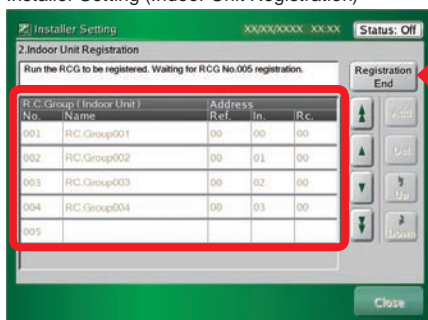 Installer Setting (Indoor Unit Registration)
Installer Setting XX/XX/XXXX XX:XX Status: Off
2.Indoor Unit Registration
Run the RCG to be registered. Waiting for RCG No.005 registration.
Registration End
R.C.Group (Indoor Unit) Address
No. Name Ref. In. Rc.
001 RC.Group001 00 00 00
002 RC.Group002 00 01 00
003 RC.Group003 00 02 00
004 RC.Group004 00 03 00
005
Add
Del
Up
Down
Close